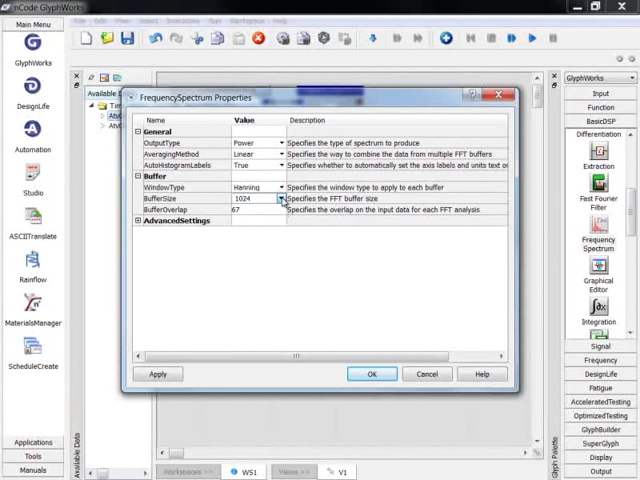 nCode GlyphWorks
Main Menu
GlyphWorks
DesignLife
Automation
Studio
ASCIITranslate
Rainflow
MaterialsManager
ScheduleCreate
Applications
Tools
Manuals
Available Data
FrequencySpectrum Properties
Name Value Description
General
OutputType Power Specifies the type of spectrum to produce
AveragingMethod Linear Specifies the way to combine the data from multiple FFT buffers
AutoHistogramLabels True Specifies whether to automatically set the axis labels and units text on
Buffer
WindowType Hanning Specifies the window type to apply to each buffer
BufferSize 1024 Specifies the FFT buffer size
BufferOverlap 67 Specifies the overlap on the input data for each FFT analysis
AdvancedSettings
Apply OK Cancel Help
Workspaces >> WS1 Views >> V1
Glyph Palette
GlyphWorks
Input
Function
BasicDSP
Differentiation
Extraction
Fast Fourier
Filter
Frequency
Spectrum
Graphical
Editor
Integration
Signal
Frequency
DesignLife
Fatigue
AcceleratedTesting
OptimizedTesting
GlyphBuilder
SuperGlyph
Display
Output